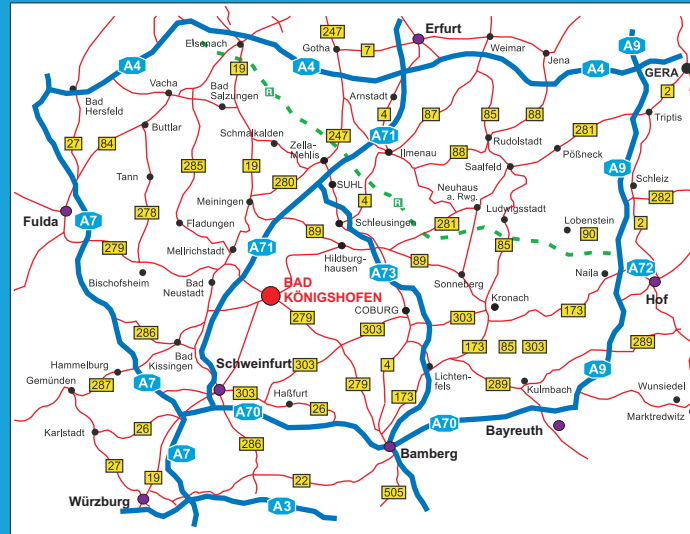 247
Erfurt
A9
Eisenach
Gotha
7
Weimar
A4
19
A4
Jena
A4
GERA
Vacha
Bad
Salzungen
R
Arnstadt
2
Bad
Hersfeld
4
87
85
88
Triptis
Buttlar
Schmalkalden
247
A71
Rudolstadt
281
27
84
Zella-
Mehlis
Ilmenau
88
Pößneck
285
19
Saalfeld
A9
Tann
280
SUHL
Neuhaus
a. Rwg.
Schleiz
Meiningen
4
R
282
278
Ludwigsstadt
Fulda
A7
Fladungen
Schleusingen
281
Lobenstein
2
89
90
279
Mellrichstadt
A71
85
Hildburg-
hausen
89
Bischofsheim
Bad
Neustadt
A73
Sonneberg
Naila
A72
BAD
KÖNIGSHOFEN
Kronach
Hof
279
COBURG
303
173
286
303
289
Bad
Kissingen
173
85
303
Schweinfurt
303
4
Hammelburg
Lichten-
fels
A9
Gemünden
287
A7
279
173
289
Kulmbach
Wunsiedel
303
Haßfurt
A70
26
Marktredwitz
Karlstadt
26
A70
Bayreuth
286
A7
Bamberg
27
19
22
505
Würzburg
A3